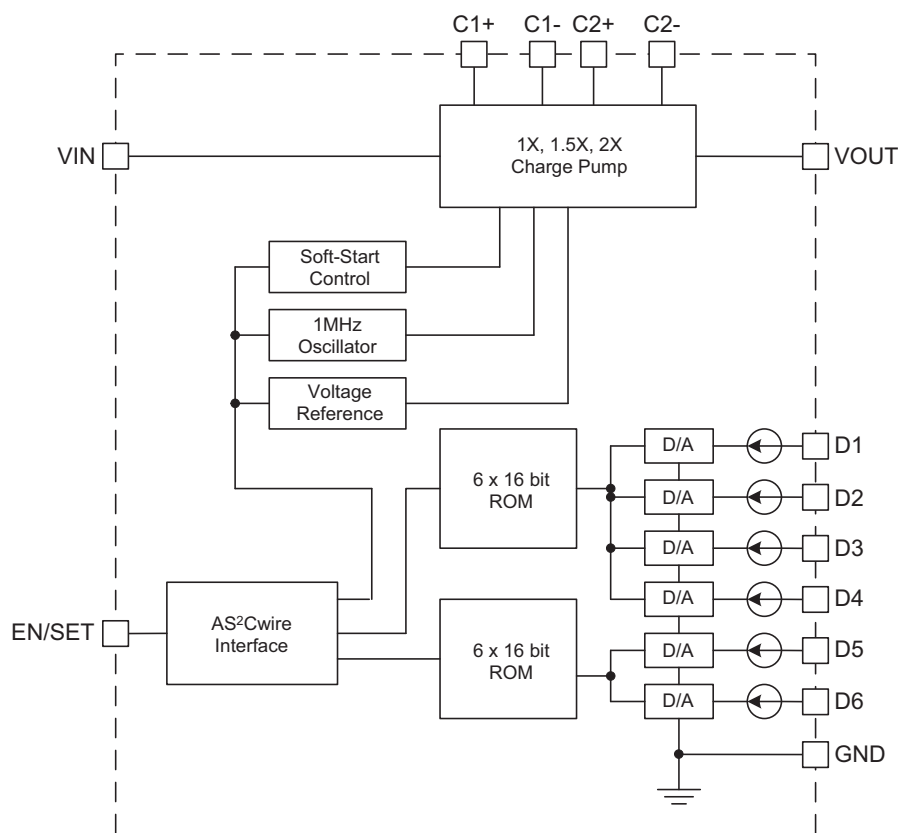 C1+ C1- C2+ C2-
VIN
1X, 1.5X, 2X
Charge Pump
VOUT
Soft-Start
Control
1MHz
Oscillator
Voltage
Reference
6 x 16 bit
ROM
D/A
D1
D/A
D2
D/A
D3
D/A
D4
EN/SET
AS²Cwire
Interface
6 x 16 bit
ROM
D/A
D5
D/A
D6
GND